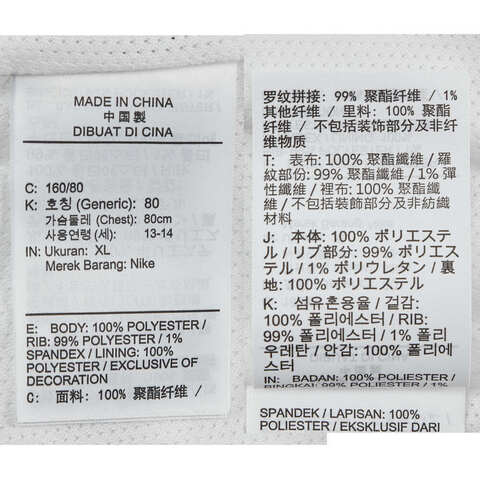 MADE IN CHINA
中国製
DIBUAT DI CINA
C: 160/80
K: 호칭 (Generic): 80
가슴둘레 (Chest): 80cm
사용연령 (세): 13-14
IN: Ukuran: XL
Merek Barang: Nike
E: BODY: 100% POLYESTER /
RIB: 99% POLYESTER / 1%
SPANDEX / LINING: 100%
POLYESTER / EXCLUSIVE OF
DECORATION
C: 面料: 100% 聚酯纤维 /
罗纹拼接: 99% 聚酯纤维 / 1%
其他纤维 / 里料: 100% 聚酯
纤维 / 不包括装饰部分及非纤
维物质
T: 表布: 100% 聚酯纖維 / 羅
紋部份: 99% 聚酯纖維 / 1% 彈
性纖維 / 裡布: 100% 聚酯纖維
/ 不包括裝飾部分及非紡織
材料
J: 本体: 100% ポリエステ
ル / リブ部分: 99% ポリエス
テル / 1% ポリウレタン / 裏
地: 100% ポリエステル
K: 섬유혼용율 / 겉감:
100% 폴리에스터 / RIB:
99% 폴리에스터 / 1% 폴리
우레탄 / 안감: 100% 폴리에
스터
IN: BADAN: 100% POLIESTER /
BINGKAI: 99% POLIESTER / 1%
SPANDEK / LAPISAN: 100%
POLIESTER / EKSKLUSIF DARI